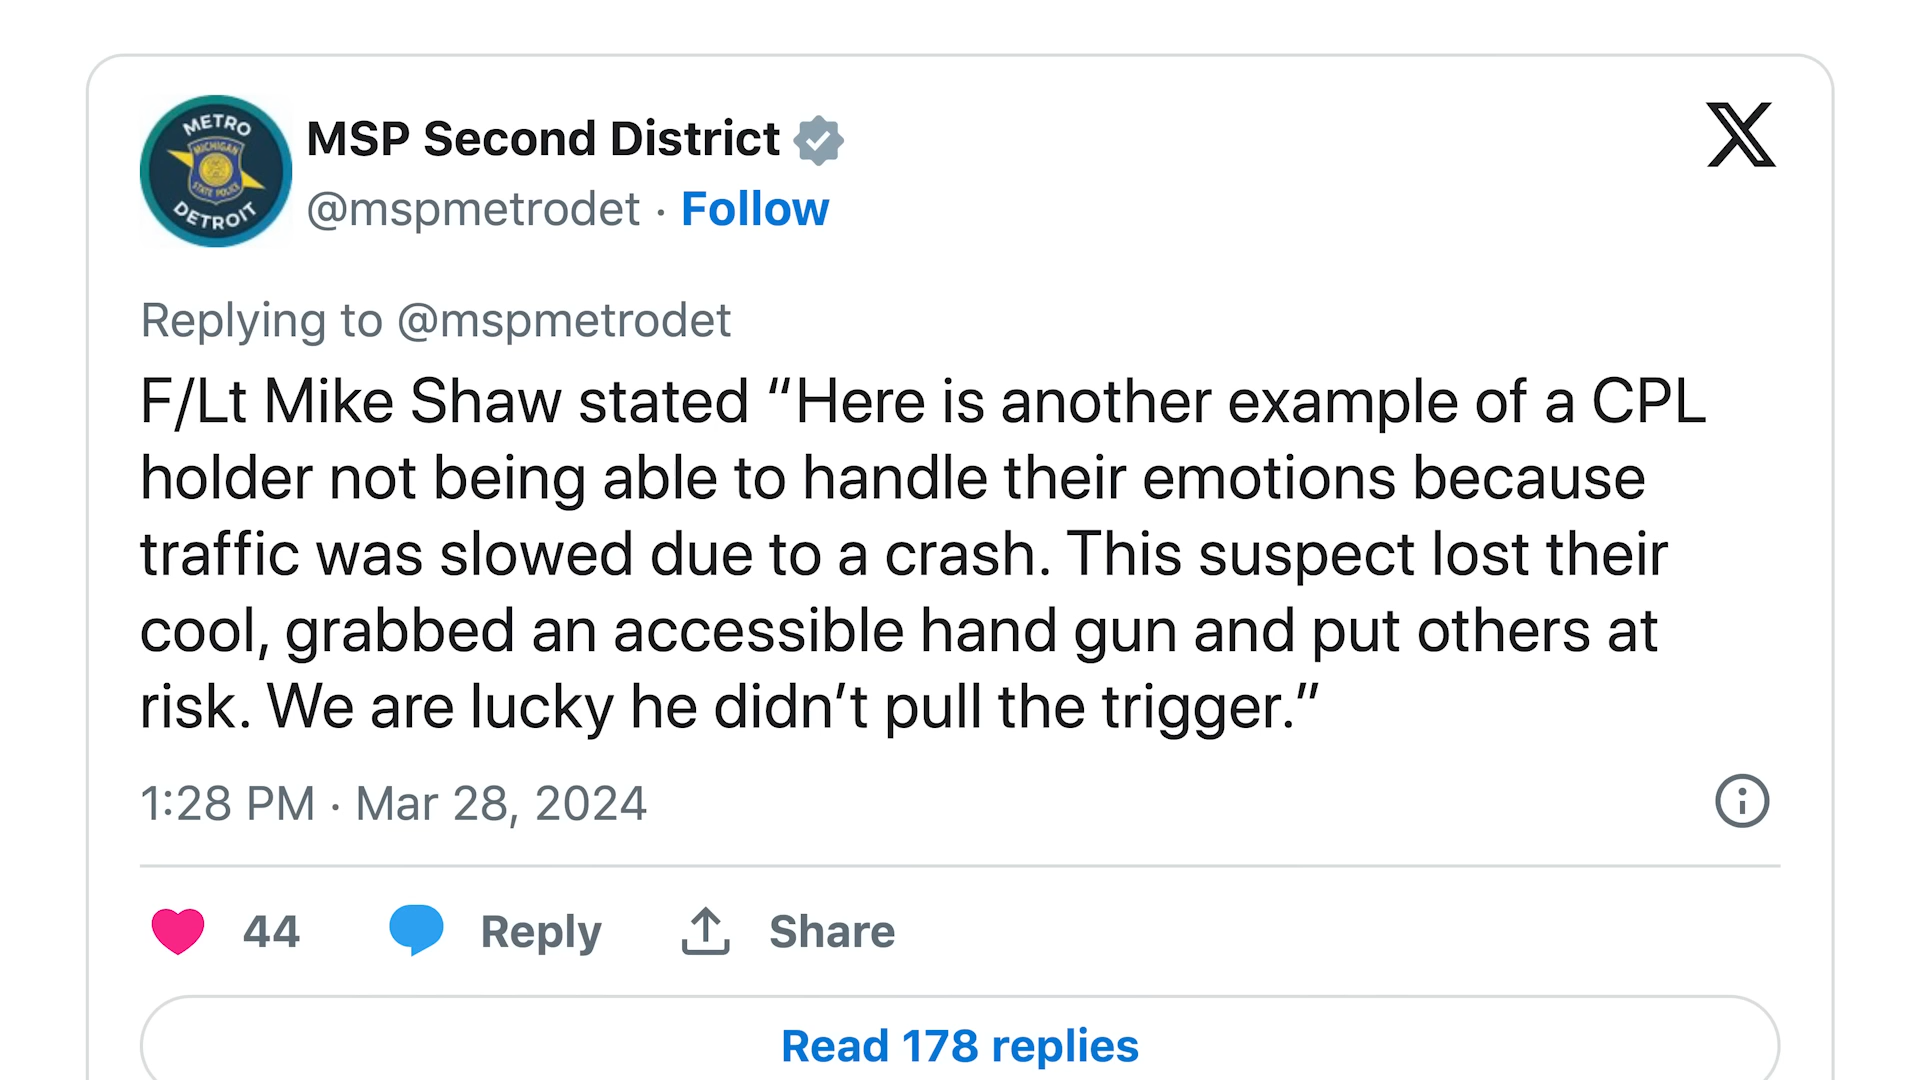 METRO
MICHIGAN
STATE POLICE
DETROIT
MSP Second District
@mspmetrodet · Follow
Replying to @mspmetrodet
F/Lt Mike Shaw stated “Here is another example of a CPL
holder not being able to handle their emotions because
traffic was slowed due to a crash. This suspect lost their
cool, grabbed an accessible hand gun and put others at
risk. We are lucky he didn’t pull the trigger.”
1:28 PM · Mar 28, 2024
44 Reply Share
Read 178 replies